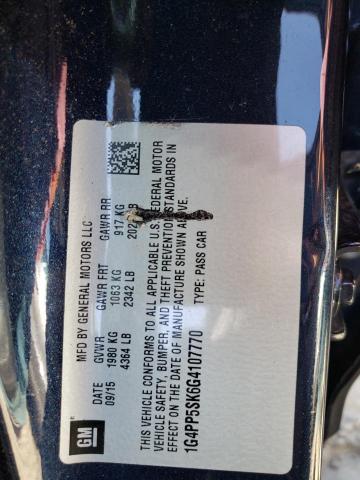 MFD BY GENERAL MOTORS LLC
DATE GVWR GAWR FRT GAWR RR
09/15 1980 KG 1063 KG 917 KG
4364 LB 2342 LB LB
THIS VEHICLE CONFORMS TO ALL APPLICABLE U.S. FEDERAL MOTOR
VEHICLE SAFETY, BUMPER, AND THEFT PREVENTION STANDARDS IN
EFFECT ON THE DATE OF MANUFACTURE SHOWN ABOVE.
1G4PP5SK6G4107770 TYPE: PASS CAR
GM